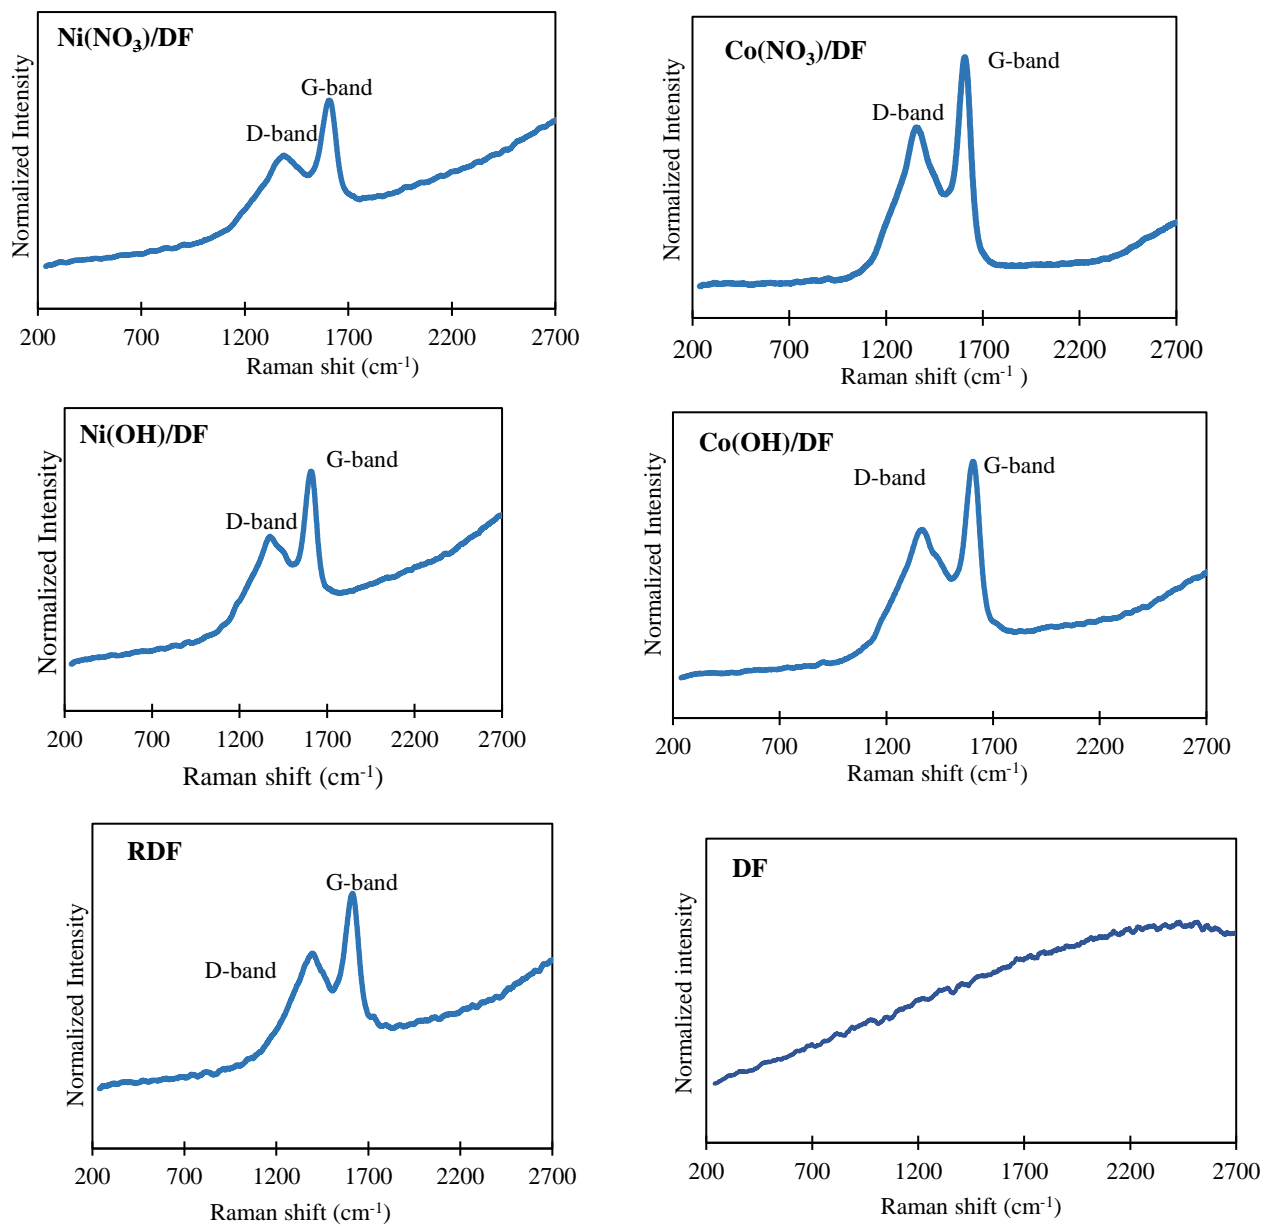 Ni(NO₃)/DF
G-band
D-band
Normalized Intensity
200 700 1200 1700 2200 2700
Raman shit (cm⁻¹)
Co(NO₃)/DF
G-band
D-band
Normalized Intensity
200 700 1200 1700 2200 2700
Raman shift (cm⁻¹ )
Ni(OH)/DF
G-band
D-band
Normalized Intensity
200 700 1200 1700 2200 2700
Raman shift (cm⁻¹)
Co(OH)/DF
G-band
D-band
Normalized Intensity
200 700 1200 1700 2200 2700
Raman shift (cm⁻¹)
RDF
G-band
D-band
Normalized Intensity
200 700 1200 1700 2200 2700
Raman shift (cm⁻¹)
DF
Normalized intensity
200 700 1200 1700 2200 2700
Raman shift (cm⁻¹)